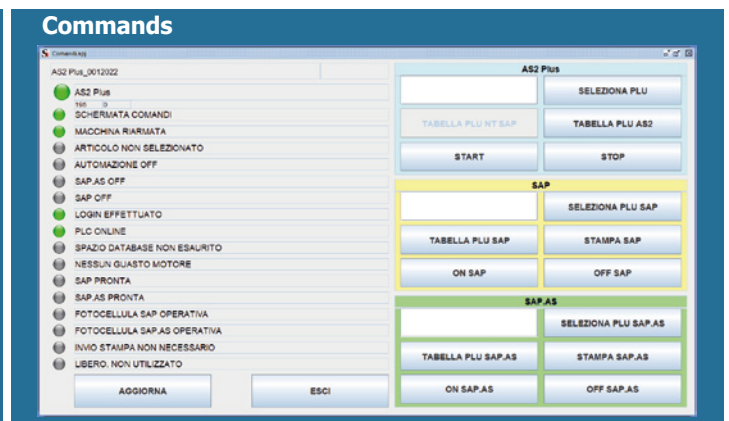 Commands
S Comandi.sjj
AS2 Plus_0012022
AS2 Plus
195 0
SCHERMATA COMANDI
MACCHINA RIARMATA
ARTICOLO NON SELEZIONATO
AUTOMAZIONE OFF
SAP.AS OFF
SAP OFF
LOGIN EFFETTUATO
PLC ONLINE
SPAZIO DATABASE NON ESAURITO
NESSUN GUASTO MOTORE
SAP PRONTA
SAP.AS PRONTA
FOTOCELLULA SAP OPERATIVA
FOTOCELLULA SAP.AS OPERATIVA
INVIO STAMPA NON NECESSARIO
LIBERO. NON UTILIZZATO
AGGIORNA
ESCI
AS2 Plus
SELEZIONA PLU
TABELLA PLU NT SAP
TABELLA PLU AS2
START
STOP
SAP
SELEZIONA PLU SAP
TABELLA PLU SAP
STAMPA SAP
ON SAP
OFF SAP
SAP.AS
SELEZIONA PLU SAP.AS
TABELLA PLU SAP.AS
STAMPA SAP.AS
ON SAP.AS
OFF SAP.AS